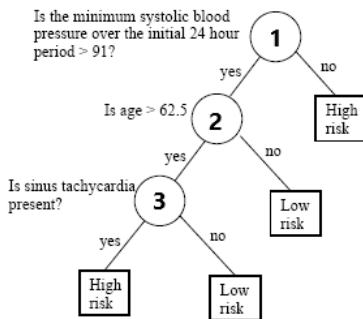 Is the minimum systolic blood
pressure over the initial 24 hour
period > 91?
1
yes
no
High
risk
Is age > 62.5
2
yes
no
Low
risk
Is sinus tachycardia
present?
3
yes
no
High
risk
Low
risk